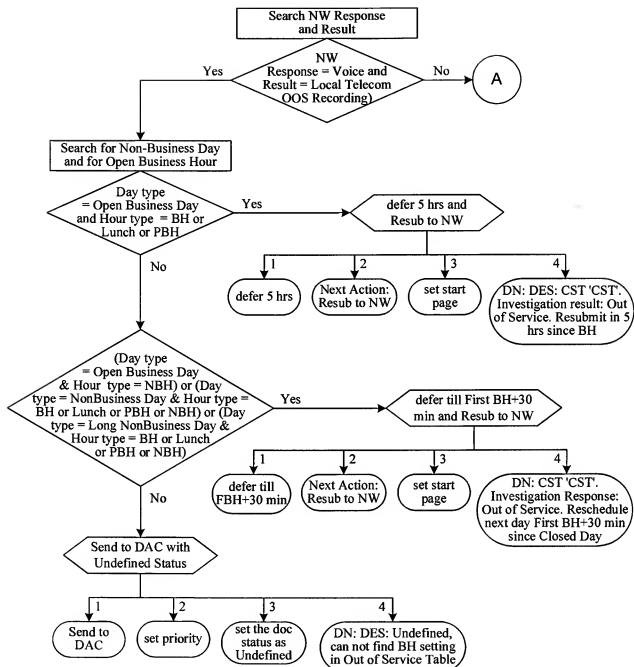 Search NW Response
and Result
NW
Response = Voice and
Result = Local Telecom
OOS Recording)
Yes
No
A
Search for Non-Business Day
and for Open Business Hour
Day type
= Open Business Day
and Hour type = BH or
Lunch or PBH
Yes
defer 5 hrs and
Resub to NW
No
1
2
3
4
defer 5 hrs
Next Action:
Resub to NW
set start
page
DN: DES: CST 'CST'.
Investigation result: Out
of Service. Resubmit in 5
hrs since BH
(Day type
= Open Business Day
& Hour type = NBH) or (Day
type = NonBusiness Day & Hour type =
BH or Lunch or PBH or NBH) or (Day
type = Long NonBusiness Day &
Hour type = BH or Lunch
or PBH or NBH)
Yes
defer till First BH+30
min and Resub to NW
No
1
2
3
4
defer till
FBH+30 min
Next Action:
Resub to NW
set start
page
DN: CST 'CST'.
Investigation Response:
Out of Service. Reschedule
next day First BH+30 min
since Closed Day
Send to DAC with
Undefined Status
1
2
3
4
Send to
DAC
set priority
set the doc
status as
Undefined
DN: DES: Undefined,
can not find BH setting
in Out of Service Table